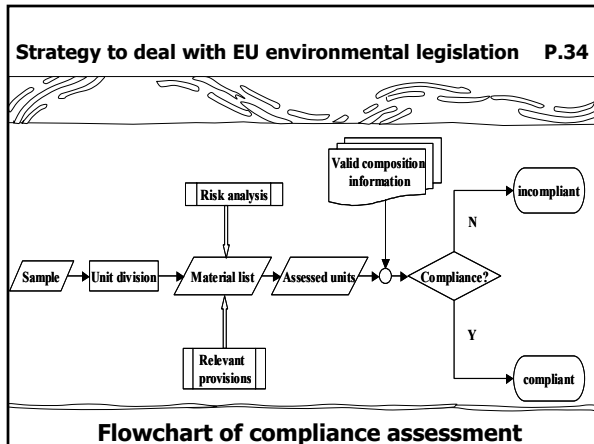 Strategy to deal with EU environmental legislation P.34
Valid composition
information
Risk analysis
incompliant
N
Sample
Unit division
Material list
Assessed units
Compliance?
Y
Relevant
provisions
compliant
Flowchart of compliance assessment